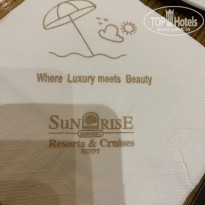 TOP Hotels
Where Luxury meets Beauty
SUNRISE
Resorts & Cruises
EGYPT